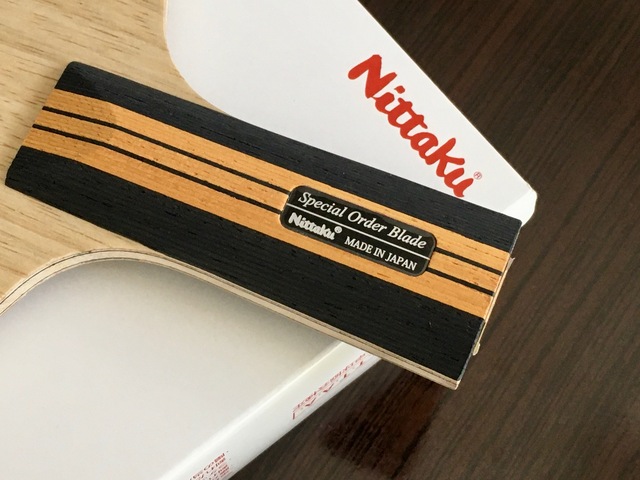 Nittaku®
Special Order Blade
Nittaku® MADE IN JAPAN